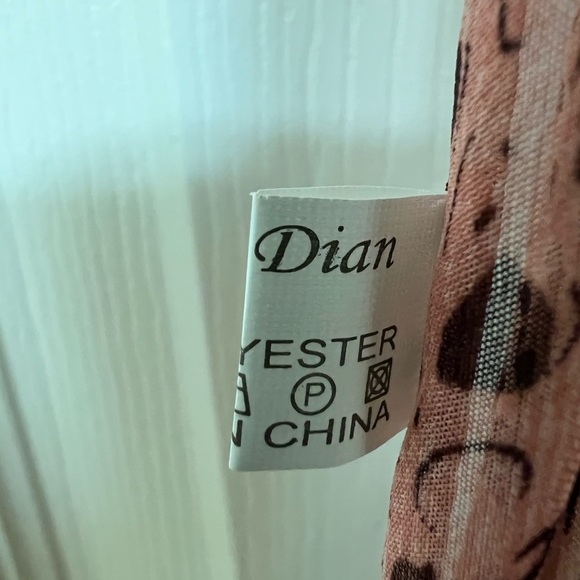 Dian
YESTER
P
N CHINA